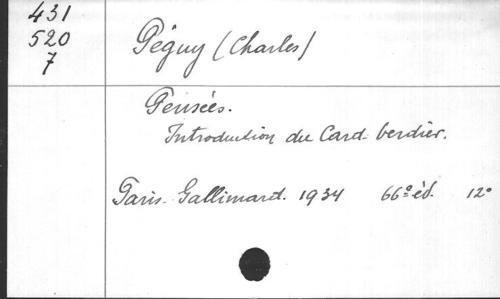 431
520
7
Péguy (Charles)
Pensées.
Introduction du Card. Verdier.
Paris. Gallimard. 1934 66e éd. 12°